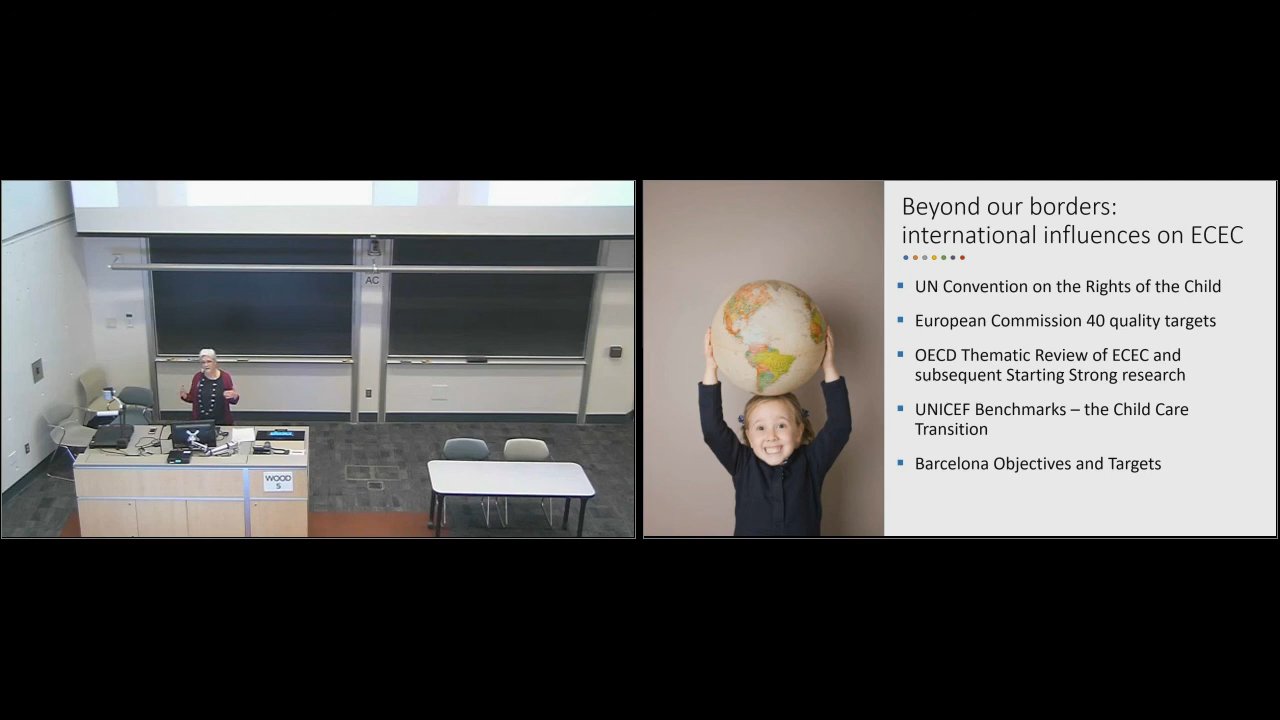 AC
WOOD
5
Beyond our borders:
international influences on ECEC
UN Convention on the Rights of the Child
European Commission 40 quality targets
OECD Thematic Review of ECEC and
subsequent Starting Strong research
UNICEF Benchmarks – the Child Care
Transition
Barcelona Objectives and Targets